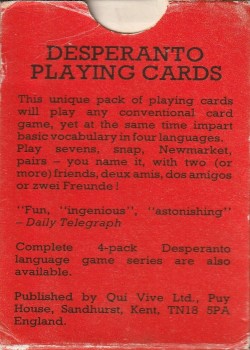 DESPERANTO
PLAYING CARDS
This unique pack of playing cards
will play any conventional card
game, yet at the same time impart
basic vocabulary in four languages.
Play sevens, snap, Newmarket,
pairs – you name it, with two (or
more) friends, deux amis, dos amigos
or zwei Freunde !
"Fun, "ingenious", "astonishing"
– Daily Telegraph
Complete 4-pack Desperanto
language game series are also
available.
Published by Qui Vive Ltd., Puy
House, Sandhurst, Kent, TN18 5PA
England.